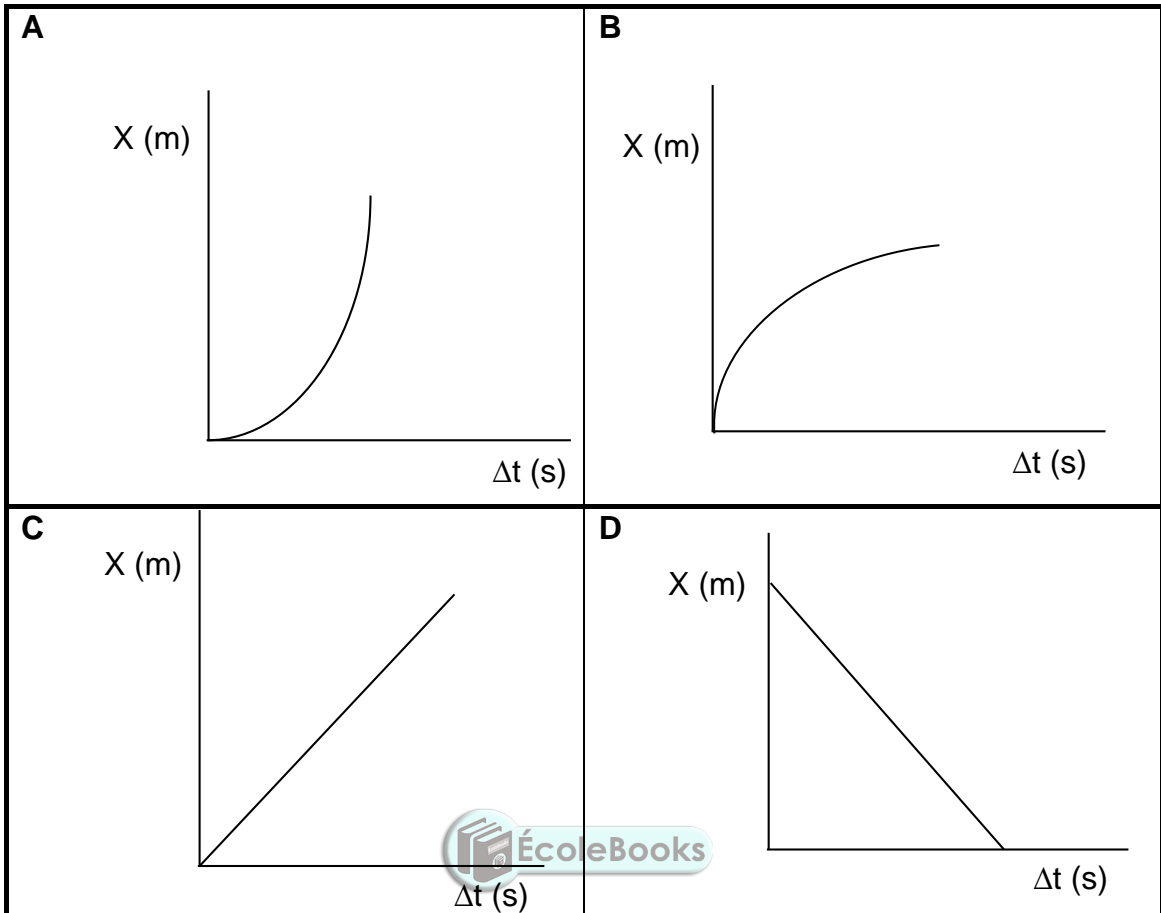 A
X (m)
Δt (s)
B
X (m)
Δt (s)
C
X (m)
Δt (s)
D
X (m)
Δt (s)
ÉcoleBooks